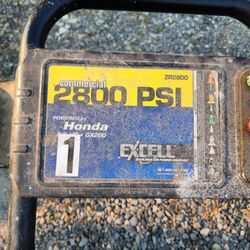 ZR2800
commercial
2800 PSI
POWERED by
Honda
GX200
1
EXCELL